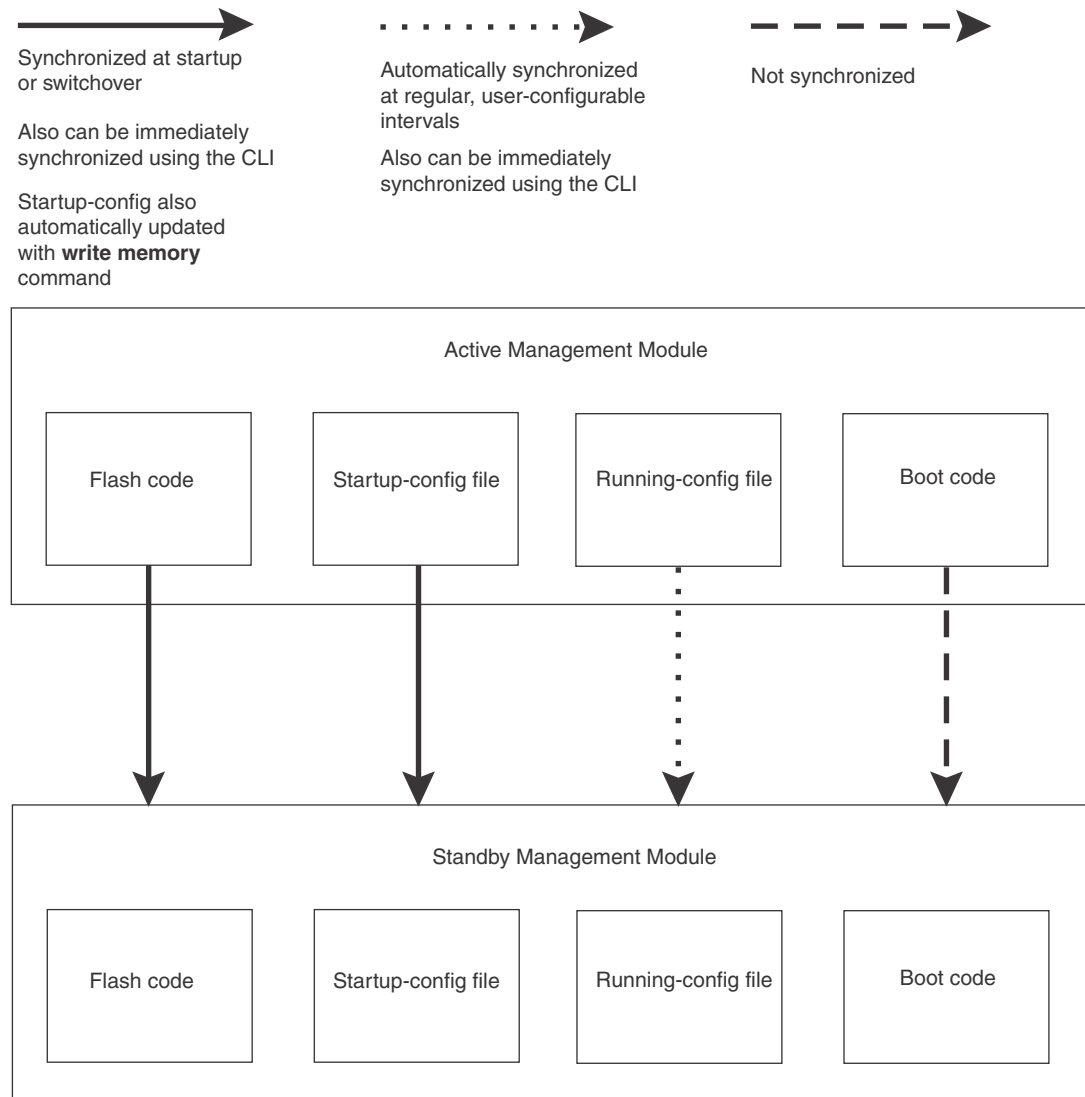 Synchronized at startup
or switchover
Also can be immediately
synchronized using the CLI
Startup-config also
automatically updated
with write memory
command
Automatically synchronized
at regular, user-configurable
intervals
Also can be immediately
synchronized using the CLI
Not synchronized
Active Management Module
Flash code
Startup-config file
Running-config file
Boot code
Standby Management Module
Flash code
Startup-config file
Running-config file
Boot code